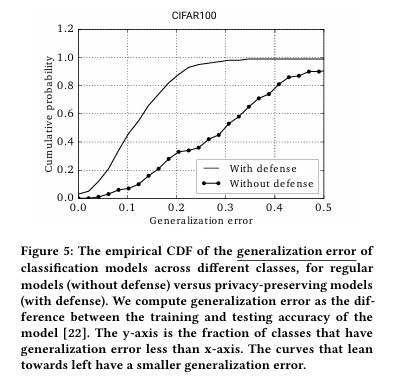 CIFAR100
1.2
1.0
0.8
0.6
0.4
0.2
0.0
Cumulative probability
With defense
Without defense
0.0 0.1 0.2 0.3 0.4 0.5
Generalization error
Figure 5: The empirical CDF of the generalization error of
classification models across different classes, for regular
models (without defense) versus privacy-preserving models
(with defense). We compute generalization error as the dif-
ference between the training and testing accuracy of the
model [22]. The y-axis is the fraction of classes that have
generalization error less than x-axis. The curves that lean
towards left have a smaller generalization error.